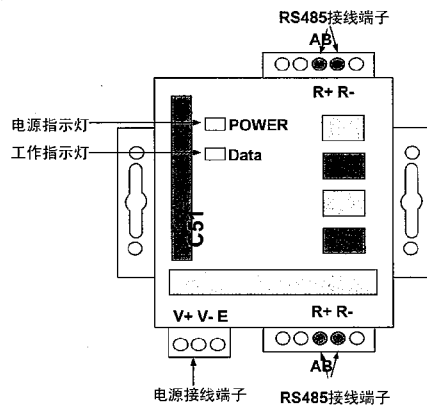 RS485接线端子
AB
R+ R-
电源指示灯
POWER
工作指示灯
Data
C51
V+ V- E
R+ R-
AB
电源接线端子
RS485接线端子